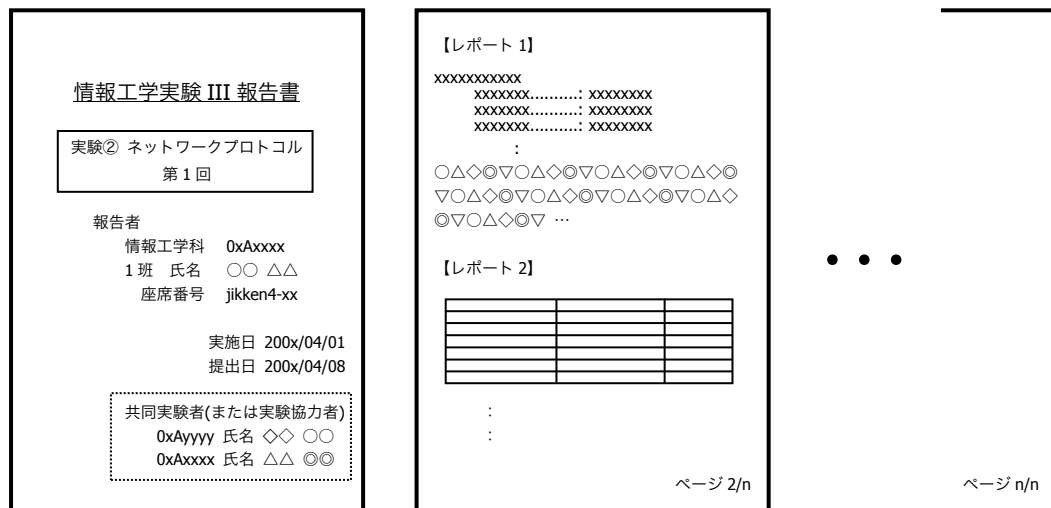 情報工学実験 III 報告書
実験② ネットワークプロトコル
第 1 回
報告者
情報工学科 0xAxxxx
1 班 氏名 ○○ △△
座席番号 jikken4-xx
実施日 200x/04/01
提出日 200x/04/08
共同実験者(または実験協力者)
0xAyyyy 氏名 ◇◇ ○○
0xAxxxx 氏名 △△ ◎◎
【レポート 1】
xxxxxxxxxxx
xxxxxxx..........: xxxxxxxx
xxxxxxx..........: xxxxxxxx
xxxxxxx..........: xxxxxxxx
:
○△◇◎▽○△◇◎▽○△◇◎▽○△◇◎
▽○△◇◎▽○△◇◎▽○△◇◎▽○△◇
◎▽○△◇◎▽ …
【レポート 2】
:
:
ページ 2/n
• • •
ページ n/n